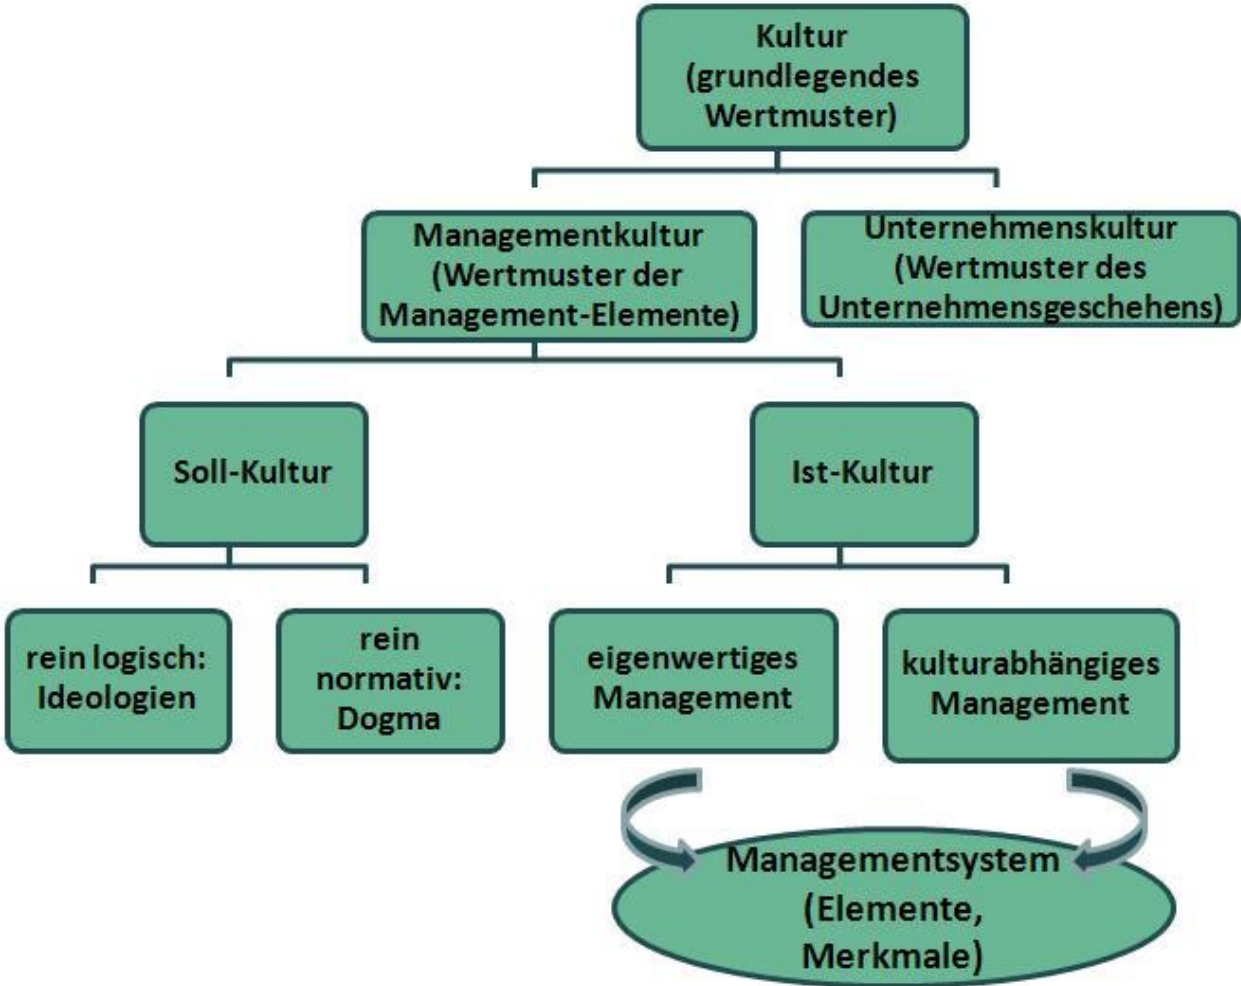 Kultur
(grundlegendes
Wertmuster)
Managementkultur
(Wertmuster der
Management-Elemente)
Unternehmenskultur
(Wertmuster des
Unternehmensgeschehens)
Soll-Kultur
Ist-Kultur
rein logisch:
Ideologien
rein
normativ:
Dogma
eigenwertiges
Management
kulturabhängiges
Management
Managementsystem
(Elemente,
Merkmale)